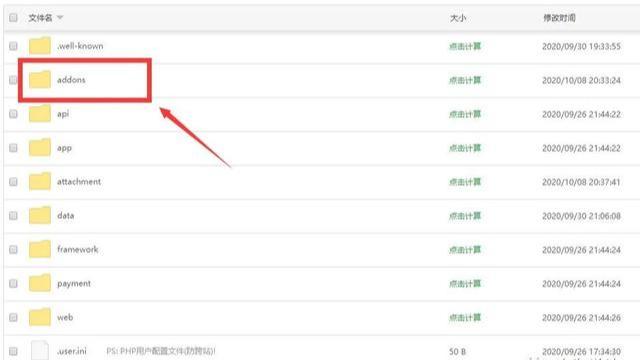 文件名 大小 修改时间
.well-known 点击计算 2020/09/30 19:33:55
addons 点击计算 2020/10/08 20:33:24
api 点击计算 2020/09/26 21:44:22
app 点击计算 2020/09/26 21:44:22
attachment 点击计算 2020/10/08 20:37:41
data 点击计算 2020/09/30 21:06:08
framework 点击计算 2020/09/26 21:44:24
payment 点击计算 2020/09/26 21:44:24
web 点击计算 2020/09/26 21:44:26
.user.ini PS: PHP用户配置文件(防跨站)! 50 B 2020/09/26 17:34:30